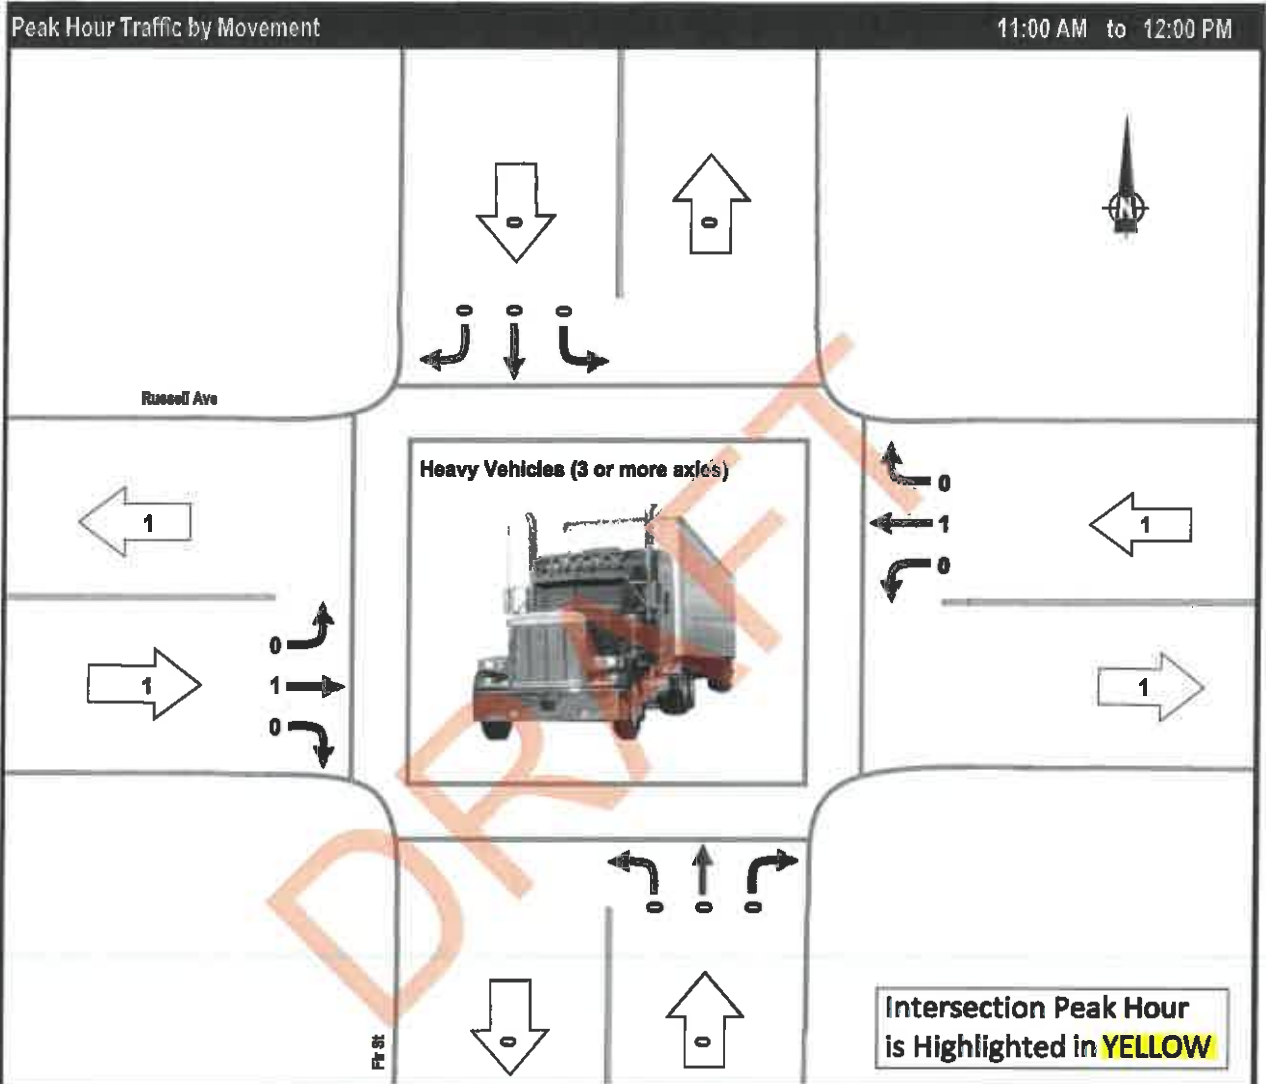 Peak Hour Traffic by Movement 11:00 AM to 12:00 PM
0 0
0 0 0
N
Russell Ave
Heavy Vehicles (3 or more axles)
0
1 1 1
0
0
1 1 1
0
DRAFT
0 0 0
Fir St
0 0
Intersection Peak Hour
is Highlighted in YELLOW